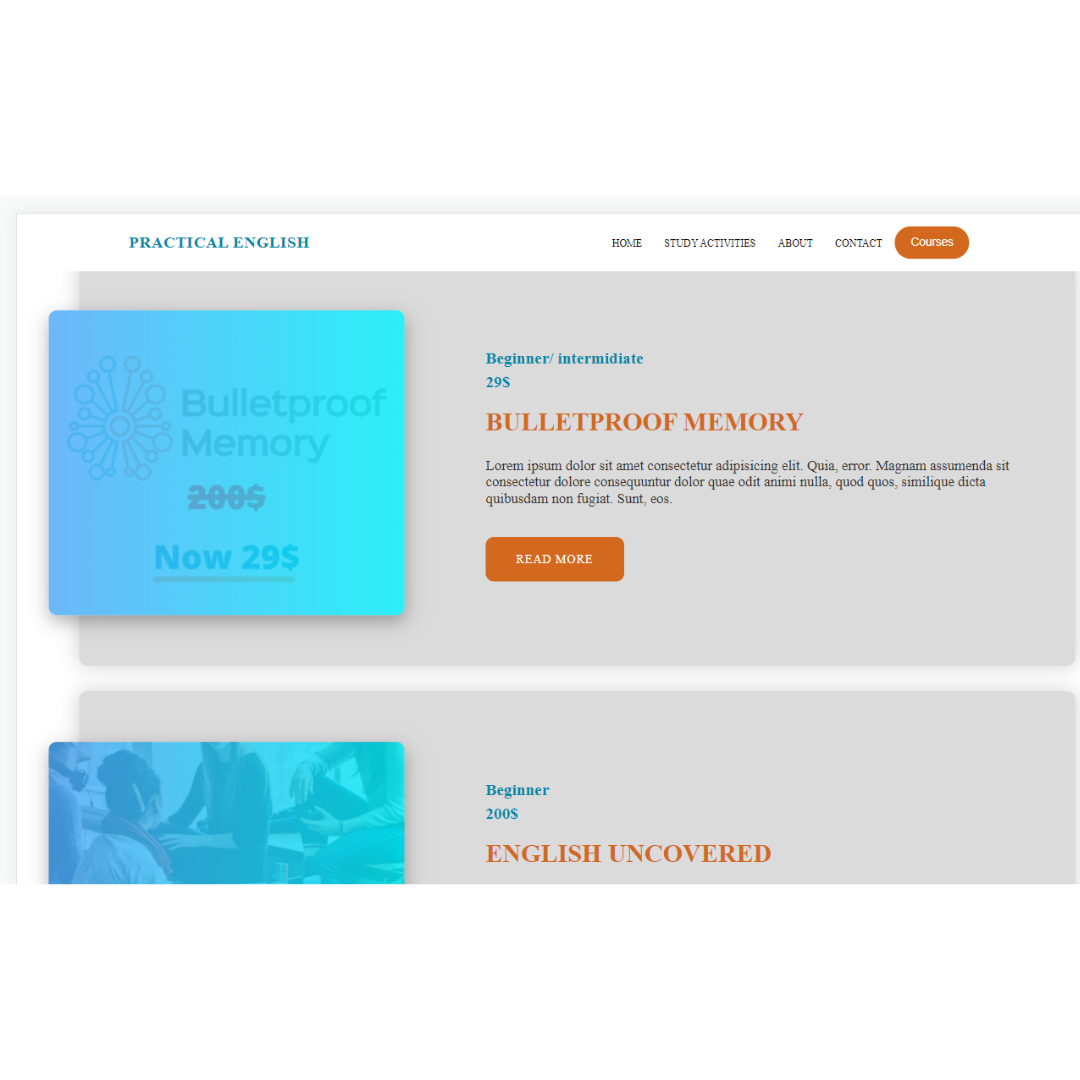 PRACTICAL ENGLISH
HOME STUDY ACTIVITIES ABOUT CONTACT Courses
Bulletproof
Memory
200$
Now 29$
Beginner/ intermidiate
29$
BULLETPROOF MEMORY
Lorem ipsum dolor sit amet consectetur adipisicing elit. Quia, error. Magnam assumenda sit
consectetur dolore consequuntur dolor quae odit animi nulla, quod quos, similique dicta
quibusdam non fugiat. Sunt, eos.
READ MORE
Beginner
200$
ENGLISH UNCOVERED